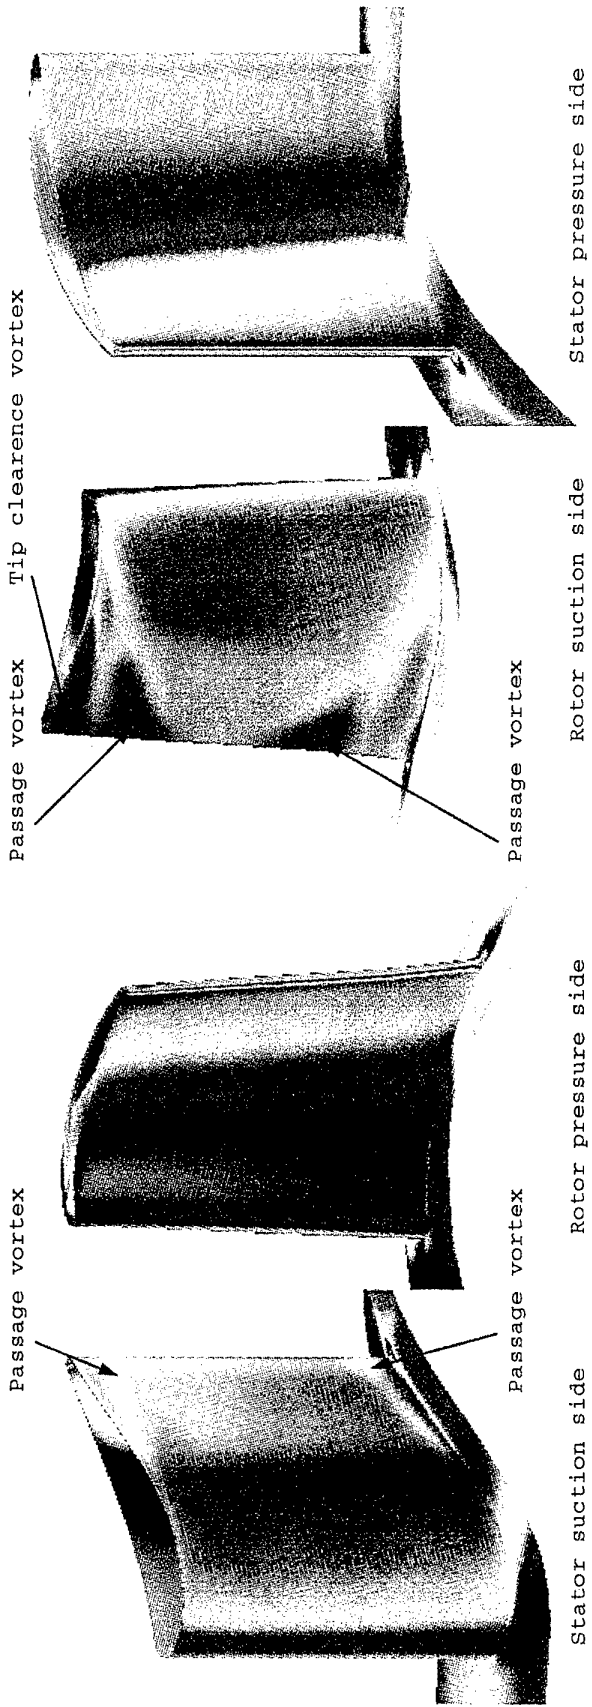 Passage vortex
Passage vortex
Stator suction side
Rotor pressure side
Passage vortex
Tip clearence vortex
Passage vortex
Rotor suction side
Stator pressure side